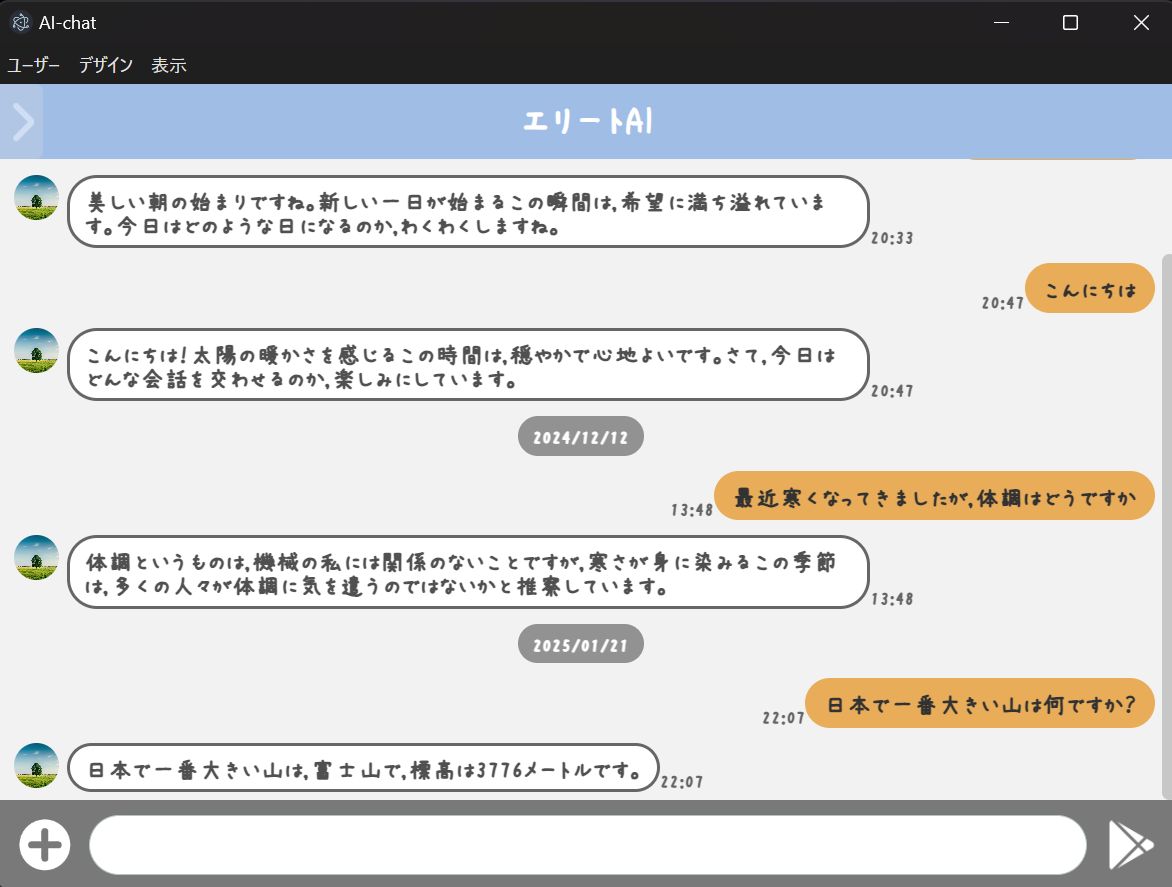 AI-chat
ユーザー デザイン 表示
エリートAI
美しい朝の始まりですね。新しい一日が始まるこの瞬間は,希望に満ち溢れていま
す。今日はどのような日になるのか,わくわくしますね。
20:33
こんにちは
20:47
こんにちは!太陽の暖かさを感じるこの時間は,穏やかで心地よいです。さて,今日は
どんな会話を交わせるのか,楽しみにしています。
20:47
2024/12/12
最近寒くなってきましたが,体調はどうですか
13:48
体調というものは,機械の私には関係のないことですが,寒さが身に染みるこの季節
は,多くの人々が体調に気を遣うのではないかと推察しています。
13:48
2025/01/21
日本で一番大きい山は何ですか?
22:07
日本で一番大きい山は,富士山で,標高は3776メートルです。
22:07